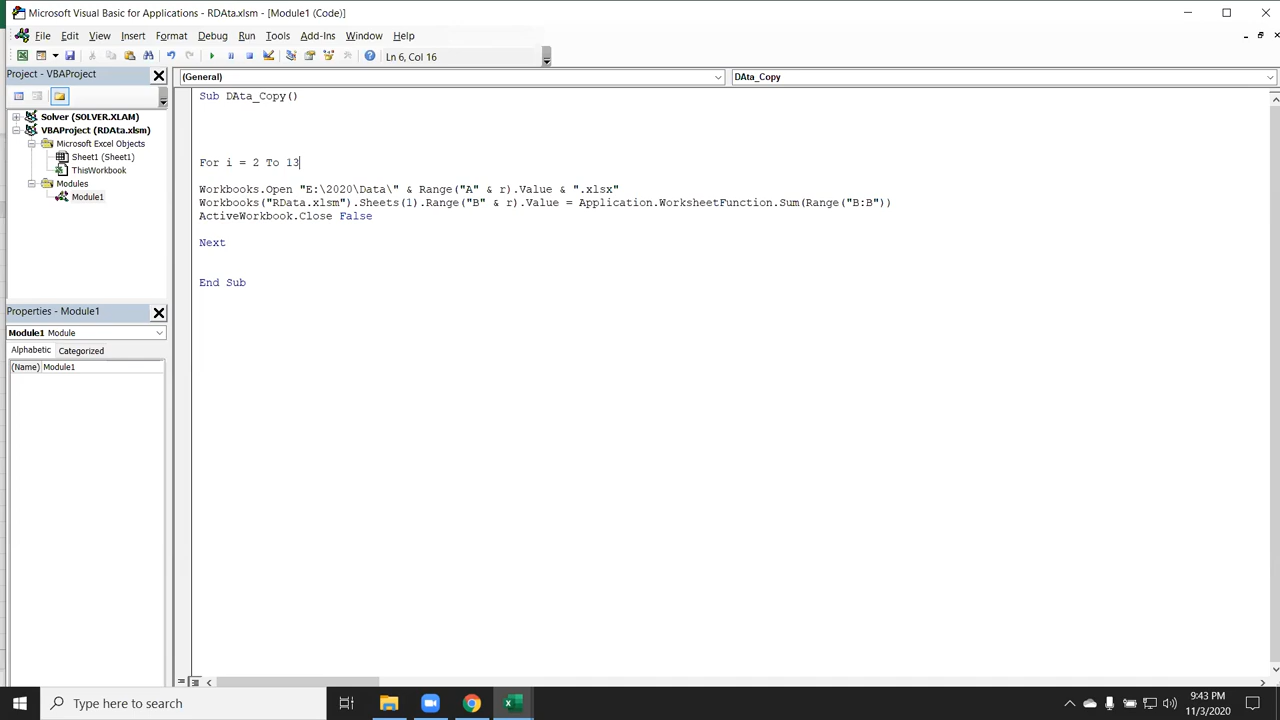 Microsoft Visual Basic for Applications - RDAta.xlsm - [Module1 (Code)]
File Edit View Insert Format Debug Run Tools Add-Ins Window Help
Ln 6, Col 16
Project - VBAProject
(General) DAta_Copy
Solver (SOLVER.XLAM)
VBAProject (RDAta.xlsm)
Microsoft Excel Objects
Sheet1 (Sheet1)
ThisWorkbook
Modules
Module1
Sub DAta_Copy()
For i = 2 To 13
Workbooks.Open "E:\2020\Data\" & Range("A" & r).Value & ".xlsx"
Workbooks("RData.xlsm").Sheets(1).Range("B" & r).Value = Application.WorksheetFunction.Sum(Range("B:B"))
ActiveWorkbook.Close False
Next
End Sub
Properties - Module1
Module1 Module
Alphabetic Categorized
(Name) Module1
Type here to search
9:43 PM
11/3/2020